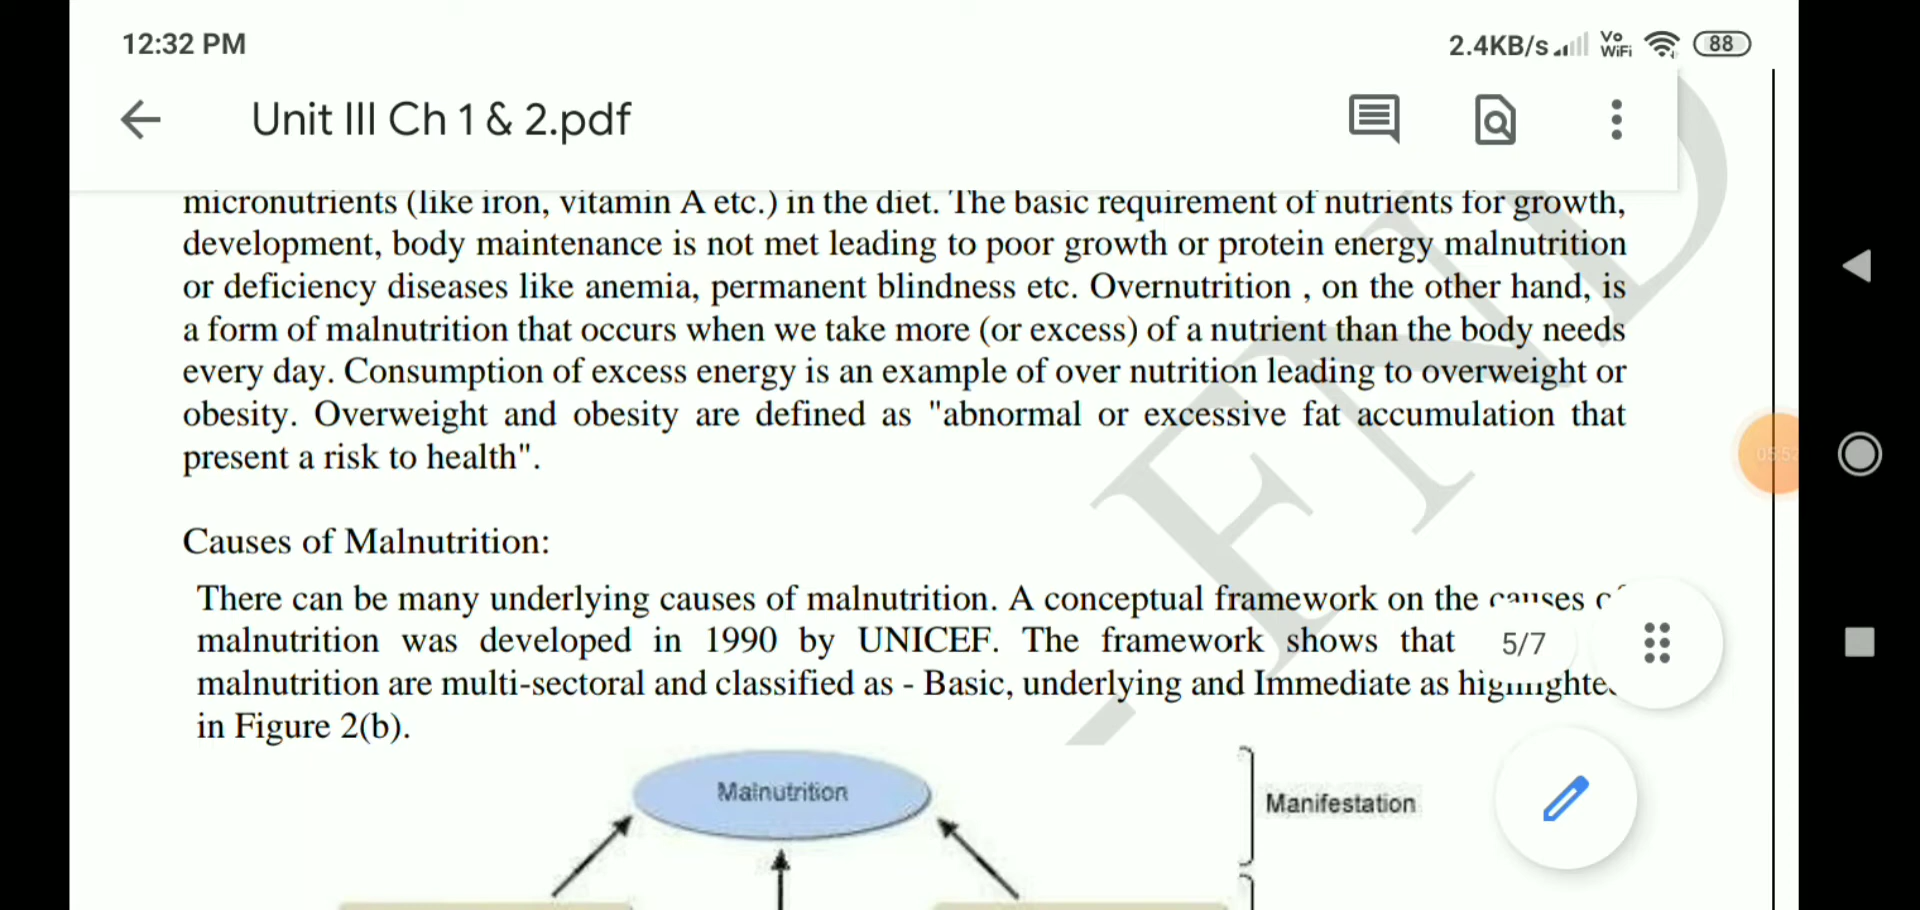 12:32 PM
2.4KB/s
Vo
WiFi
88
Unit III Ch 1 & 2.pdf
micronutrients (like iron, vitamin A etc.) in the diet. The basic requirement of nutrients for growth,
development, body maintenance is not met leading to poor growth or protein energy malnutrition
or deficiency diseases like anemia, permanent blindness etc. Overnutrition , on the other hand, is
a form of malnutrition that occurs when we take more (or excess) of a nutrient than the body needs
every day. Consumption of excess energy is an example of over nutrition leading to overweight or
obesity. Overweight and obesity are defined as "abnormal or excessive fat accumulation that
present a risk to health".
Causes of Malnutrition:
There can be many underlying causes of malnutrition. A conceptual framework on the causes
malnutrition was developed in 1990 by UNICEF. The framework shows that
5/7
malnutrition are multi-sectoral and classified as - Basic, underlying and Immediate as
in Figure 2(b).
Malnutrition
Manifestation